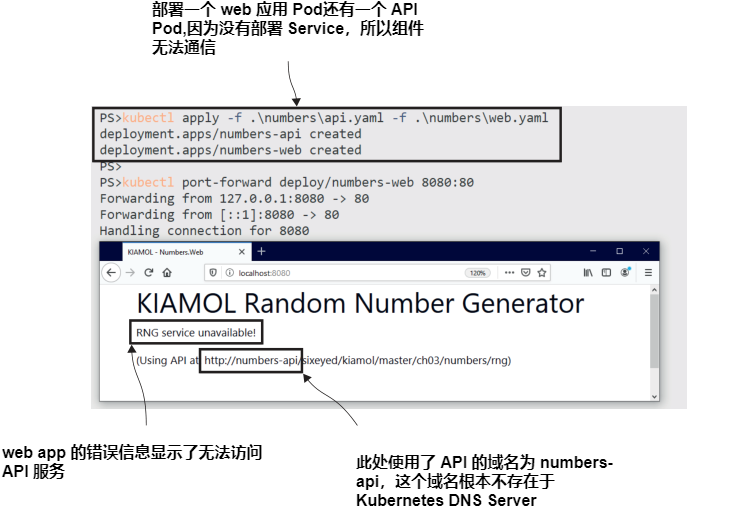 部署一个 web 应用 Pod还有一个 API
Pod,因为没有部署 Service，所以组件
无法通信
PS>kubectl apply -f .\numbers\api.yaml -f .\numbers\web.yaml
deployment.apps/numbers-api created
deployment.apps/numbers-web created
PS>
PS>kubectl port-forward deploy/numbers-web 8080:80
Forwarding from 127.0.0.1:8080 -> 80
Forwarding from [::1]:8080 -> 80
Handling connection for 8080
KIAMOL - Numbers.Web
localhost:8080
120%
KIAMOL Random Number Generator
RNG service unavailable!
(Using API at http://numbers-api/sixeyed/kiamol/master/ch03/numbers/rng)
web app 的错误信息显示了无法访问
API 服务
此处使用了 API 的域名为 numbers-
api，这个域名根本不存在于
Kubernetes DNS Server